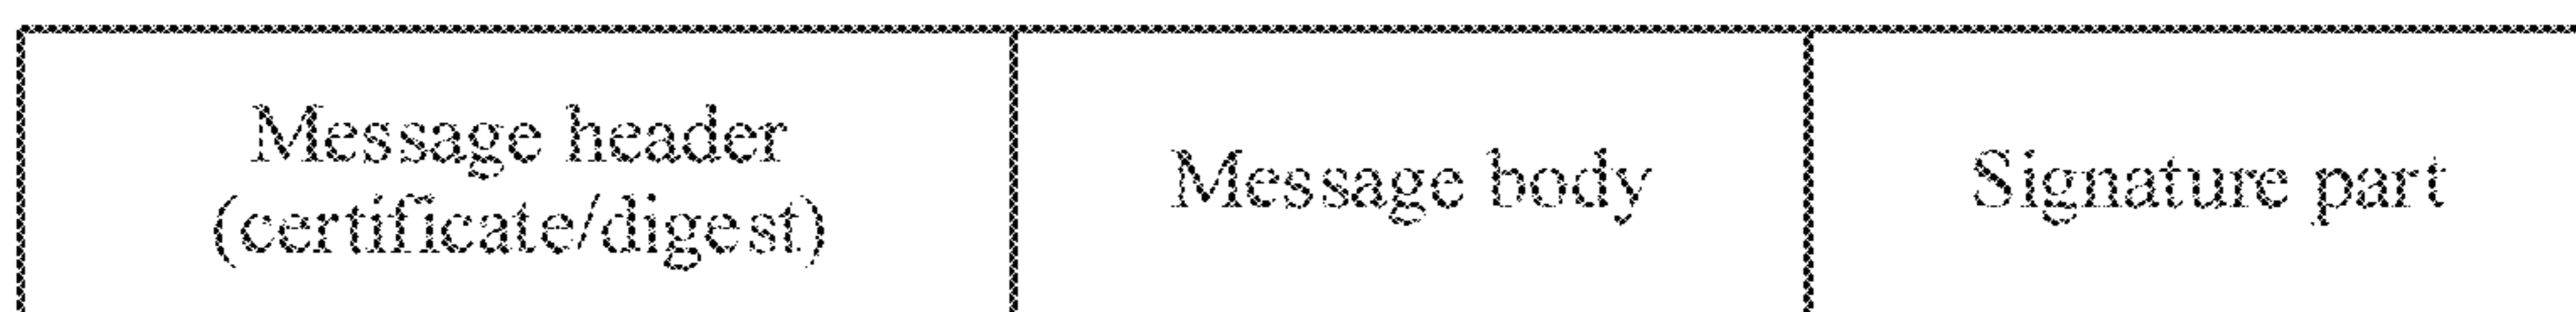 Message header
(certificate/digest)
Message body
Signature part